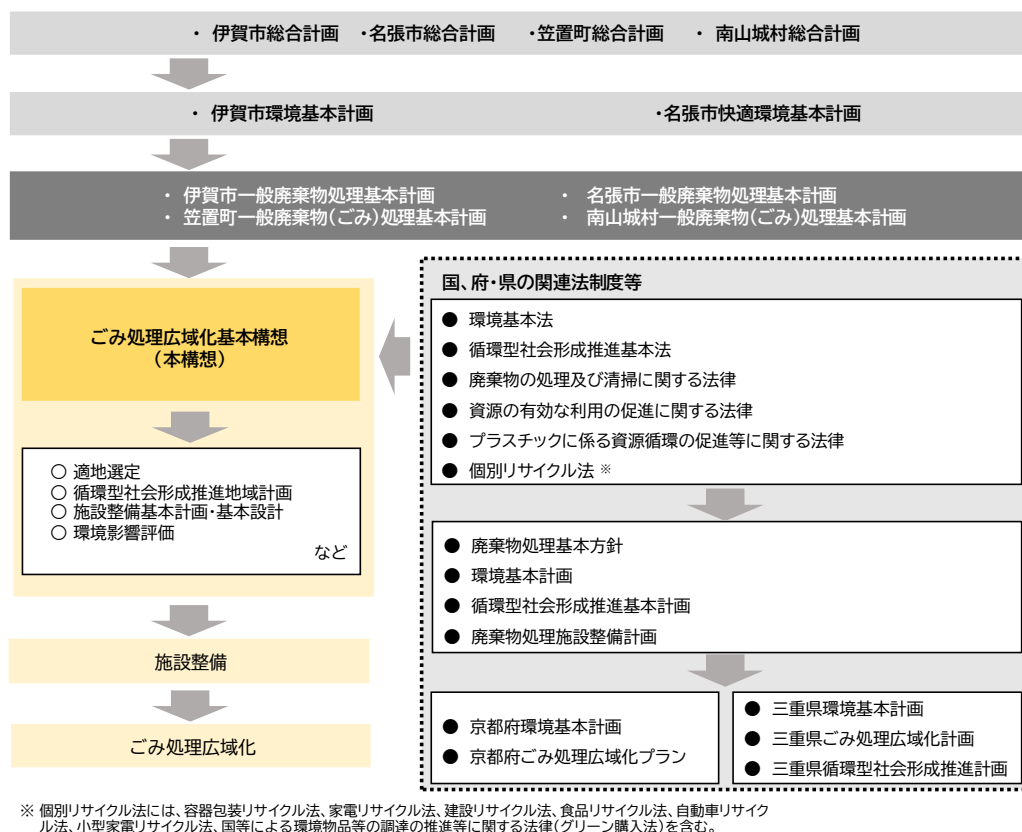 ・ 伊賀市総合計画 ・名張市総合計画 ・笠置町総合計画 ・ 南山城村総合計画
・ 伊賀市環境基本計画 ・名張市快適環境基本計画
・ 伊賀市一般廃棄物処理基本計画 ・ 名張市一般廃棄物処理基本計画
・ 笠置町一般廃棄物(ごみ)処理基本計画 ・ 南山城村一般廃棄物(ごみ)処理基本計画
ごみ処理広域化基本構想
(本構想)
○ 適地選定
○ 循環型社会形成推進地域計画
○ 施設整備基本計画・基本設計
○ 環境影響評価
など
施設整備
ごみ処理広域化
国、府・県の関連法制度等
● 環境基本法
● 循環型社会形成推進基本法
● 廃棄物の処理及び清掃に関する法律
● 資源の有効な利用の促進に関する法律
● プラスチックに係る資源循環の促進等に関する法律
● 個別リサイクル法 ※
● 廃棄物処理基本方針
● 環境基本計画
● 循環型社会形成推進基本計画
● 廃棄物処理施設整備計画
● 京都府環境基本計画
● 京都府ごみ処理広域化プラン
● 三重県環境基本計画
● 三重県ごみ処理広域化計画
● 三重県循環型社会形成推進計画
※ 個別リサイクル法には、容器包装リサイクル法、家電リサイクル法、建設リサイクル法、食品リサイクル法、自動車リサイク
ル法、小型家電リサイクル法、国等による環境物品等の調達の推進等に関する法律(グリーン購入法)を含む。